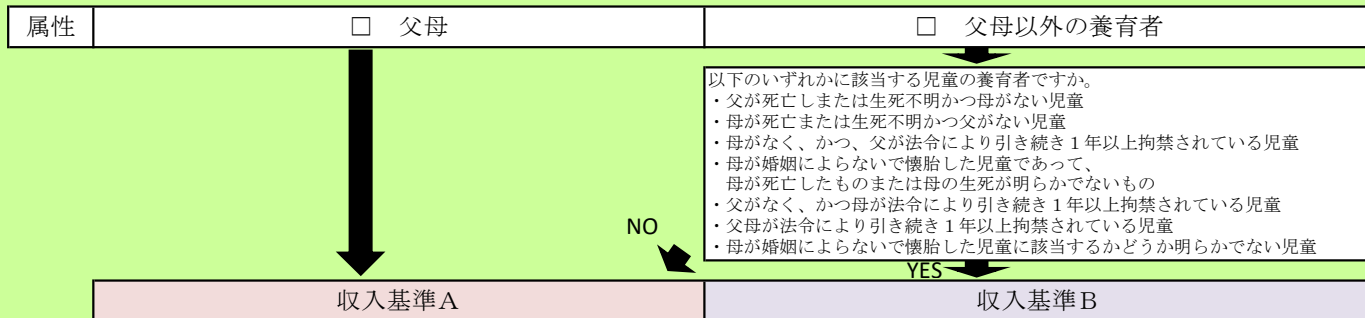 属性
□ 父母
□ 父母以外の養育者
以下のいずれかに該当する児童の養育者ですか。
・父が死亡しまたは生死不明かつ母がない児童
・母が死亡または生死不明かつ父がない児童
・母がなく、かつ、父が法令により引き続き１年以上拘禁されている児童
・母が婚姻によらないで懐胎した児童であって、
母が死亡したものまたは母の生死が明らかでないもの
・父がなく、かつ母が法令により引き続き１年以上拘禁されている児童
・父母が法令により引き続き１年以上拘禁されている児童
・母が婚姻によらないで懐胎した児童に該当するかどうか明らかでない児童
NO
YES
収入基準A
収入基準B